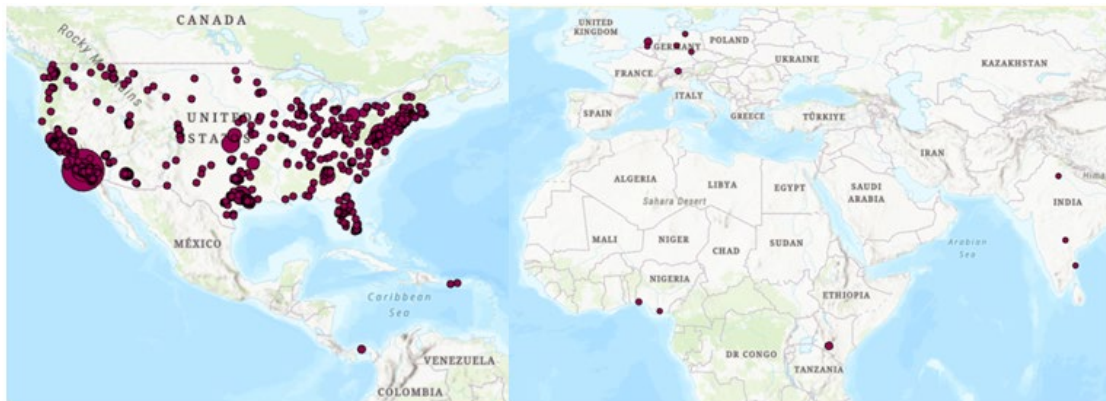 CANADA
Rocky Mountains
UNITED
STATES
MÉXICO
Caribbean
Sea
VENEZUELA
COLOMBIA
UNITED
KINGDOM
POLAND
GERMANY
UKRAINE
KAZAKHSTAN
FRANCE
ITALY
SPAIN
GREECE
TÜRKIYE
IRAN
ALGERIA
LIBYA
EGYPT
SAUDI
ARABIA
INDIA
Sahara Desert
MALI
NIGER
CHAD
SUDAN
Arabian
Sea
NIGERIA
ETHIOPIA
DR CONGO
TANZANIA